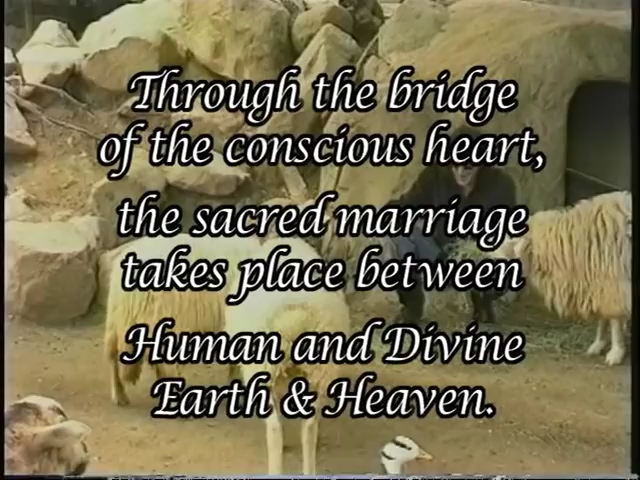 Through the bridge
of the conscious heart,
the sacred marriage
takes place between
Human and Divine
Earth & Heaven.